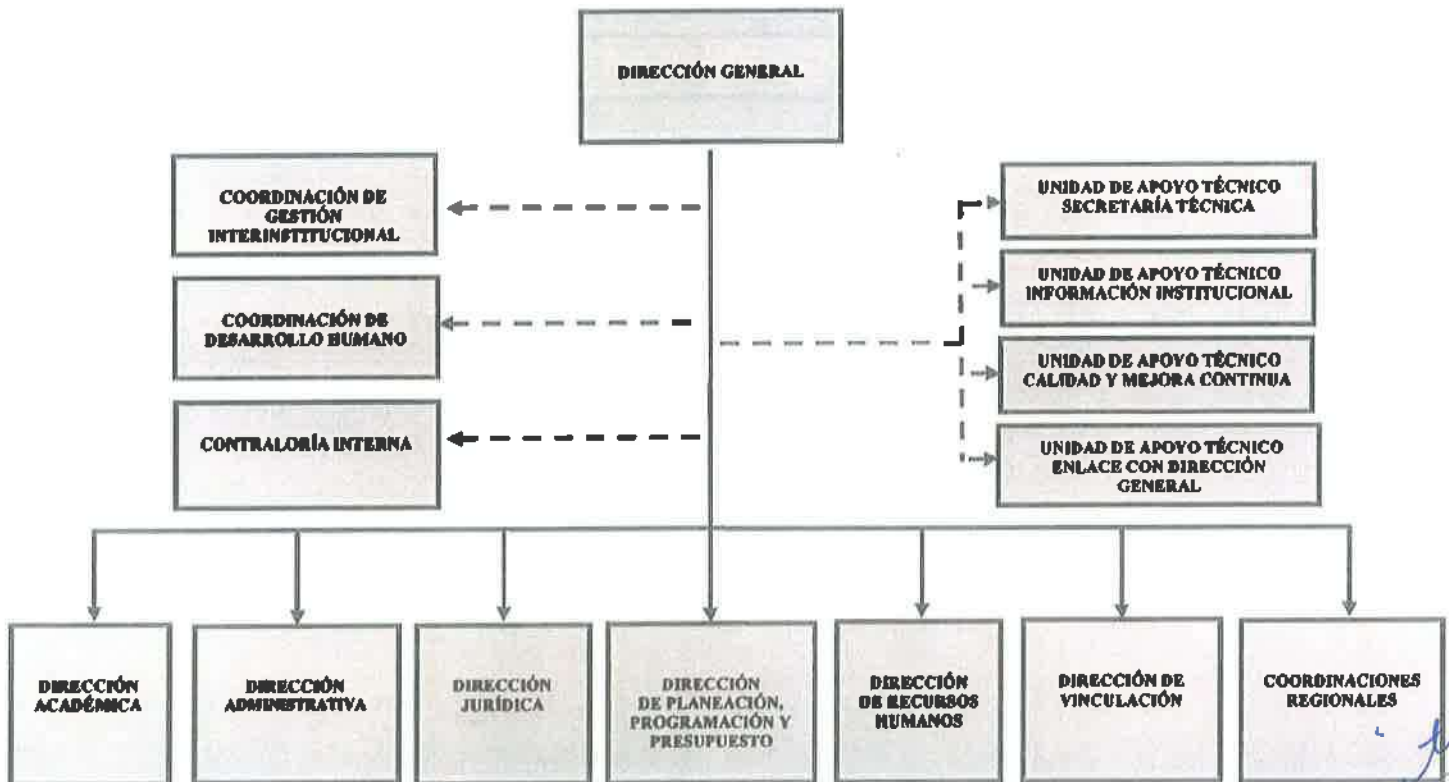 DIRECCIÓN GENERAL
COORDINACIÓN DE
GESTIÓN
INTERINSTITUCIONAL
COORDINACIÓN DE
DESARROLLO HUMANO
CONTRALORÍA INTERNA
UNIDAD DE APOYO TÉCNICO
SECRETARÍA TÉCNICA
UNIDAD DE APOYO TÉCNICO
INFORMACIÓN INSTITUCIONAL
UNIDAD DE APOYO TÉCNICO
CALIDAD Y MEJORA CONTINUA
UNIDAD DE APOYO TÉCNICO
ENLACE CON DIRECCIÓN
GENERAL
DIRECCIÓN
ACADÉMICA
DIRECCIÓN
ADMINISTRATIVA
DIRECCIÓN
JURÍDICA
DIRECCIÓN
DE PLANEACIÓN,
PROGRAMACIÓN Y
PRESUPUESTO
DIRECCIÓN
DE RECURSOS
HUMANOS
DIRECCIÓN DE
VINCULACIÓN
COORDINACIONES
REGIONALES